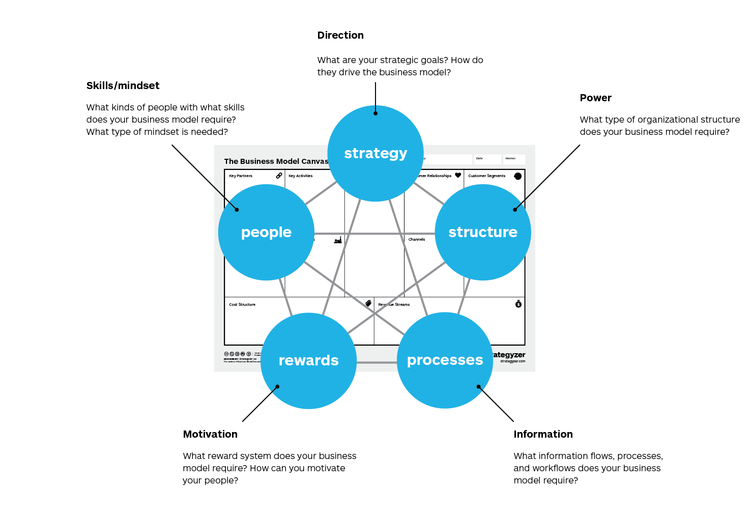 Direction
What are your strategic goals? How do
they drive the business model?
Skills/mindset
What kinds of people with what skills
does your business model require?
What type of mindset is needed?
Power
What type of organizational structure
does your business model require?
strategy
The Business Model Canvas
Key Partners
Key Activities
Customer Segments
people
structure
Channels
Cost Structure
Revenue Streams
rewards
processes
rategyzer
strategyzer.com
Motivation
What reward system does your business
model require? How can you motivate
your people?
Information
What information flows, processes,
and workflows does your business
model require?